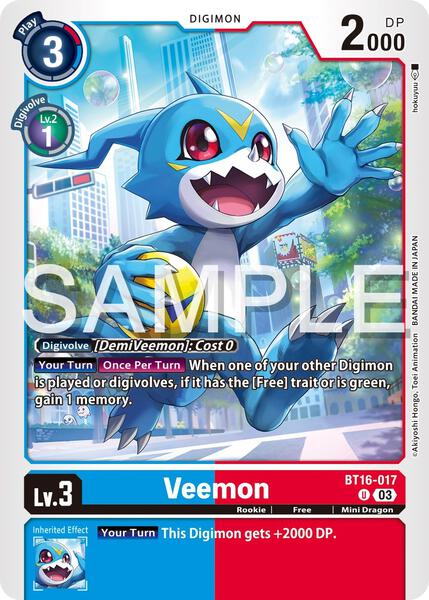 Play
3
DIGIMON
2000
DP
Digivolve
Lv.2
1
hokuyuu
SAMPLE
©Akiyoshi Hongo, Toei Animation BANDAI MADE IN JAPAN
Digivolve [DemiVeemon]: Cost 0
Your Turn Once Per Turn When one of your other Digimon
is played or digivolves, if it has the [Free] trait or is green,
gain 1 memory.
Lv.3
Veemon
BT16-017
U 03
Rookie Free Mini Dragon
Inherited Effect
Your Turn This Digimon gets +2000 DP.